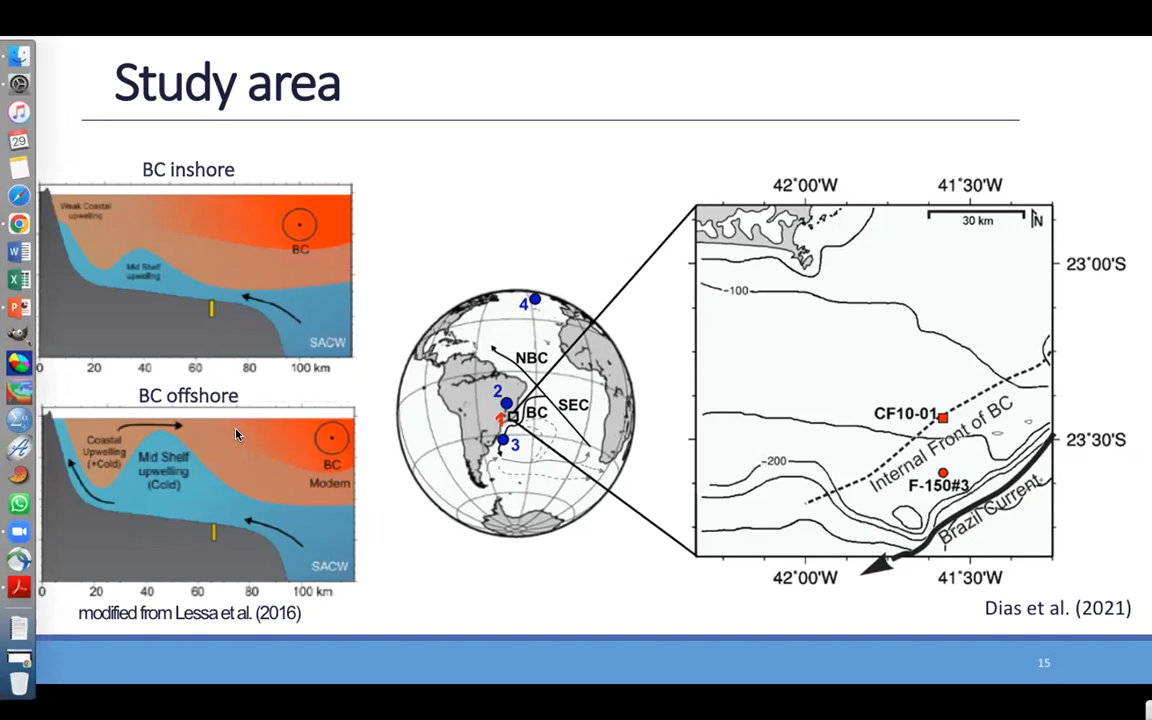 Study area
BC inshore
Weak Coastal
upwelling
Mid Shelf
upwelling
BC
SACW
0 20 40 60 80 100 km
BC offshore
Coastal
Upwelling
(+Cold)
Mid Shelf
upwelling
(Cold)
BC
Modern
SACW
0 20 40 60 80 100 km
modified from Lessa et al. (2016)
4
NBC
2
BC
SEC
3
42°00'W 41°30'W
30 km
N
23°00'S
-100
CF10-01
Internal Front of BC
23°30'S
-200
F-150#3
Brazil Current
42°00'W 41°30'W
Dias et al. (2021)
15
29